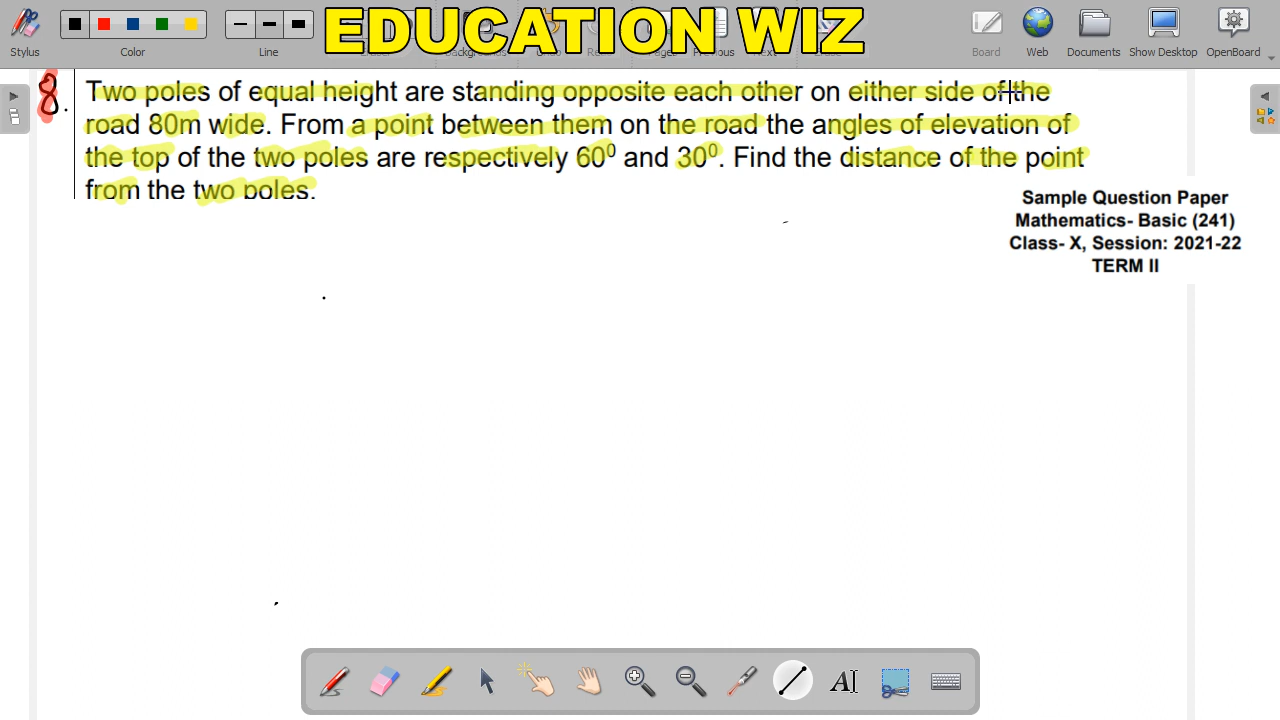 EDUCATION WIZ
Stylus
Color
Line
Board
Web
Documents
Show Desktop
OpenBoard
8.
Two poles of equal height are standing opposite each other on either side of the
road 80m wide. From a point between them on the road the angles of elevation of
the top of the two poles are respectively 60⁰ and 30⁰. Find the distance of the point
from the two poles.
Sample Question Paper
Mathematics- Basic (241)
Class- X, Session: 2021-22
TERM II
AI